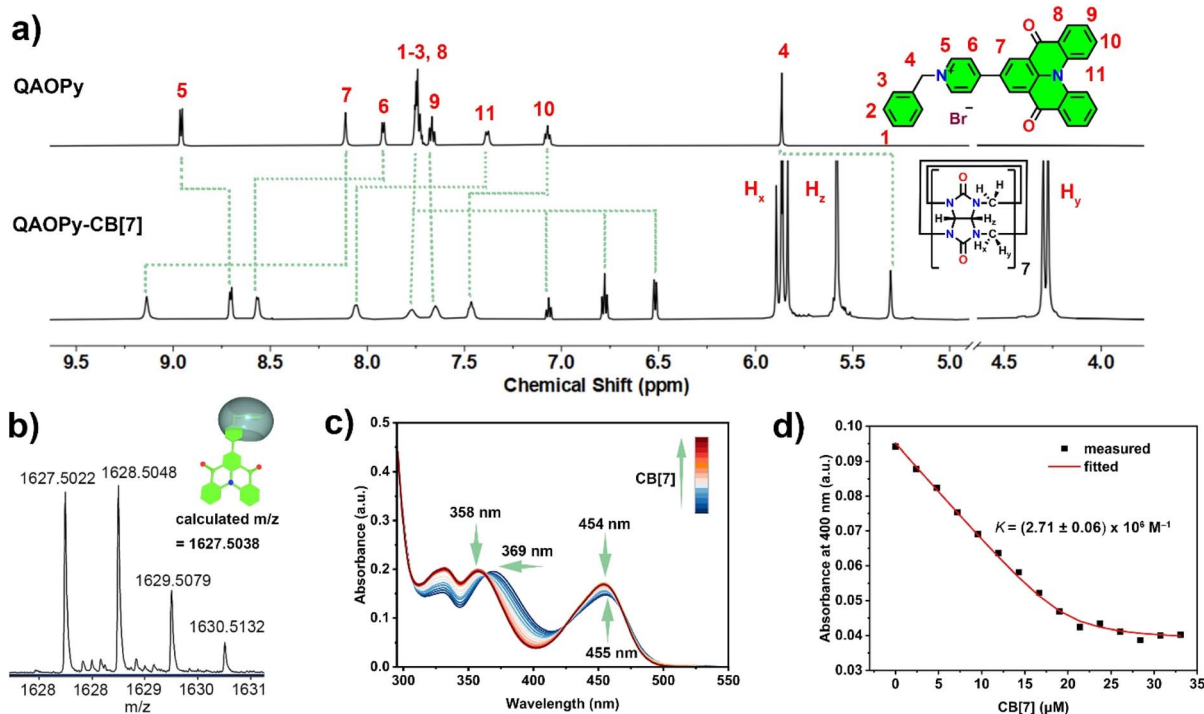 a)
QAOPy
5
7
6
1-3, 8
9
11
10
4
5
6
7
8
9
10
11
4
3
2
1
N
+
N
O
O
Br−
QAOPy-CB[7]
Hx
Hz
Hy
O
N
N
H
H
H
Hz
N
N
Hx
Hy
O
7
9.5
9.0
8.5
8.0
7.5
7.0
6.5
6.0
5.5
5.0
4.5
4.0
Chemical Shift (ppm)
b)
1627.5022
1628.5048
1629.5079
1630.5132
calculated m/z
= 1627.5038
1628
1628
1629
1630
1631
m/z
c)
0.5
0.4
0.3
0.2
0.1
0.0
CB[7]
358 nm
369 nm
454 nm
455 nm
300
350
400
450
500
550
Wavelength (nm)
Absorbance (a.u.)
d)
0.10
0.09
0.08
0.07
0.06
0.05
0.04
0.03
measured
fitted
K = (2.71 ± 0.06) x 10⁶ M⁻¹
0
5
10
15
20
25
30
35
CB[7] (µM)
Absorbance at 400 nm (a.u.)